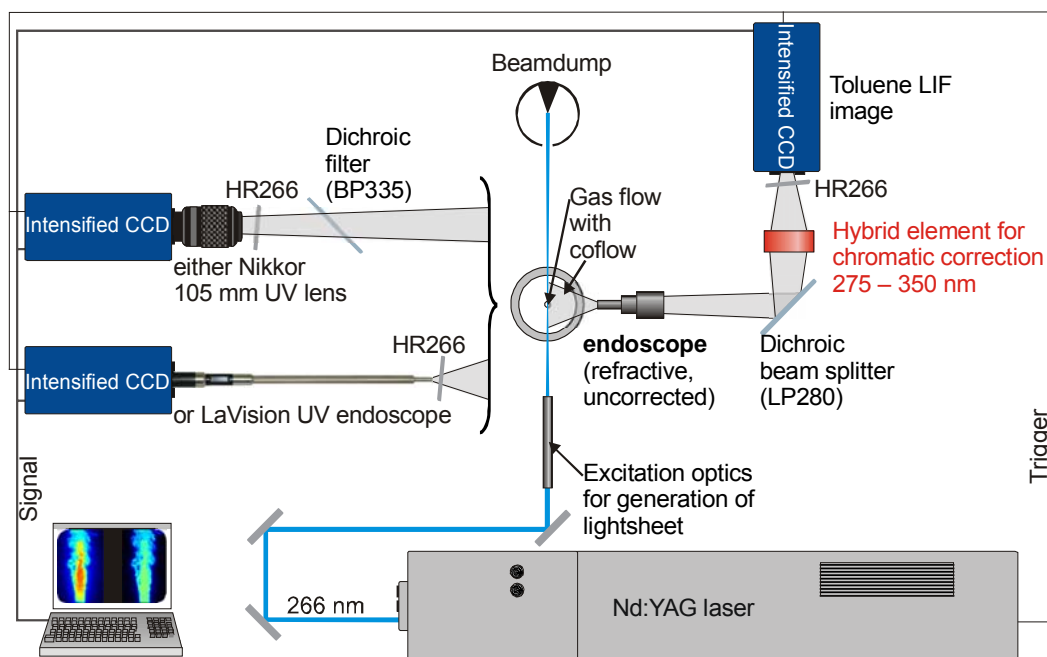 Beamdump
Intensified CCD
Toluene LIF
image
HR266
Dichroic
filter
(BP335)
HR266
Intensified CCD
either Nikkor
105 mm UV lens
Gas flow
with
coflow
Hybrid element for
chromatic correction
275 – 350 nm
HR266
Intensified CCD
or LaVision UV endoscope
endoscope
(refractive,
uncorrected)
Dichroic
beam splitter
(LP280)
Trigger
Signal
Excitation optics
for generation of
lightsheet
266 nm
Nd:YAG laser